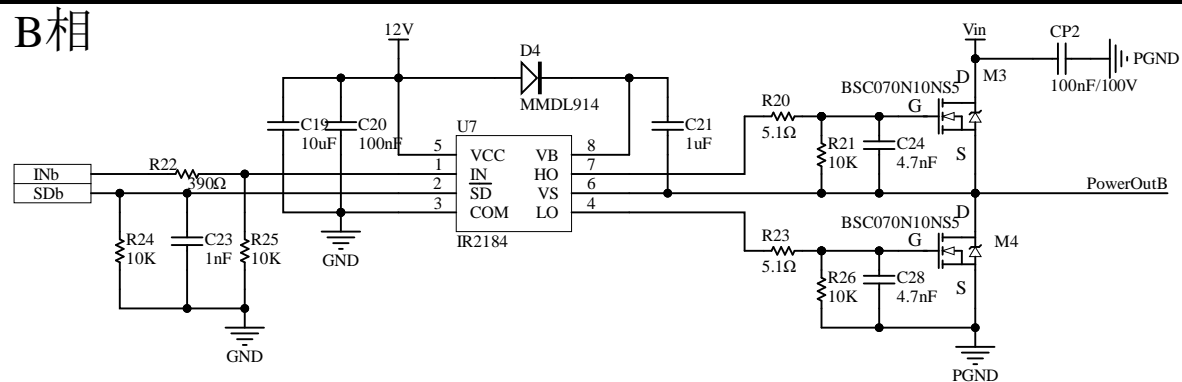 B相
12V
Vin
CP2
PGND
100nF/100V
D4
MMDL914
D
M3
BSC070N10NS5
G
S
R20
5.1Ω
R21
10K
C24
4.7nF
C19
10uF
C20
100nF
C21
1uF
U7
5 VCC VB 8
1 IN HO 7
2 SD VS 6
3 COM LO 4
IR2184
INb
SDb
R22
390Ω
PowerOutB
R24
10K
C23
1nF
R25
10K
GND
GND
BSC070N10NS5
D
G
M4
S
R23
5.1Ω
R26
10K
C28
4.7nF
PGND